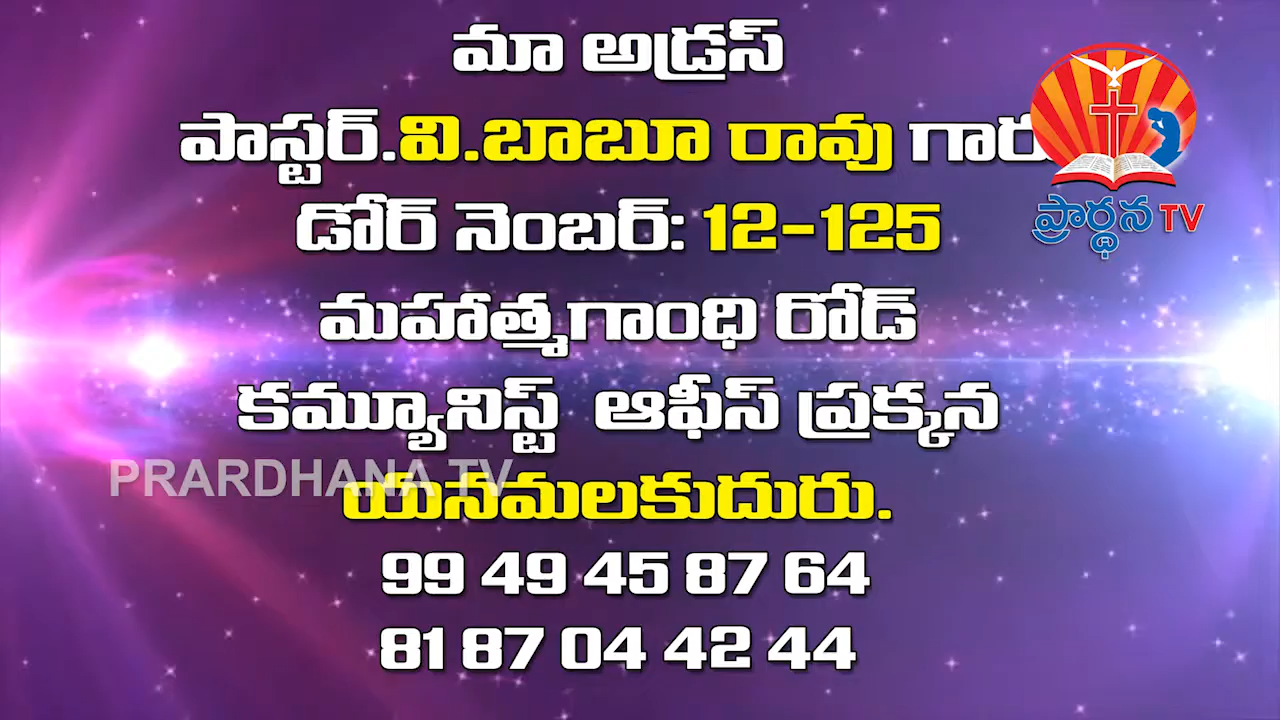 మా అడ్రస్
పాస్టర్.వి.బాబూ రావు గారు
డోర్ నెంబర్: 12-125
మహాత్మగాంధి రోడ్
కమ్యూనిస్ట్ ఆఫీస్ ప్రక్కన
యనమలకుదురు.
99 49 45 87 64
81 87 04 42 44
ప్రార్థన TV
PRARDHANA TV